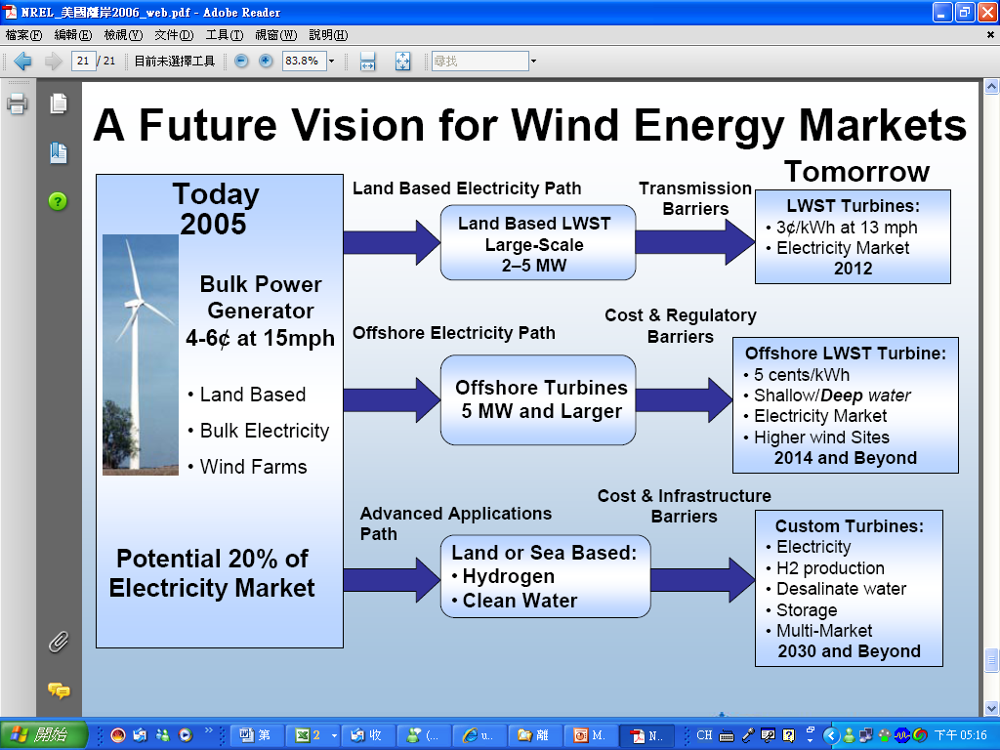 NREL_美國離岸2006_web.pdf - Adobe Reader
檔案(F) 編輯(E) 檢視(V) 文件(D) 工具(T) 視窗(W) 說明(H)
21 / 21 目前未選擇工具 83.8% 尋找
A Future Vision for Wind Energy Markets
Today
2005
Bulk Power
Generator
4-6¢ at 15mph
• Land Based
• Bulk Electricity
• Wind Farms
Potential 20% of
Electricity Market
Land Based Electricity Path
Land Based LWST
Large-Scale
2–5 MW
Transmission
Barriers
Tomorrow
LWST Turbines:
• 3¢/kWh at 13 mph
• Electricity Market
2012
Offshore Electricity Path
Offshore Turbines
5 MW and Larger
Cost & Regulatory
Barriers
Offshore LWST Turbine:
• 5 cents/kWh
• Shallow/Deep water
• Electricity Market
• Higher wind Sites
2014 and Beyond
Advanced Applications
Path
Land or Sea Based:
• Hydrogen
• Clean Water
Cost & Infrastructure
Barriers
Custom Turbines:
• Electricity
• H2 production
• Desalinate water
• Storage
• Multi-Market
2030 and Beyond
開始 第 2 收 (... u.. 離 M. N.. CH 下午 05:16